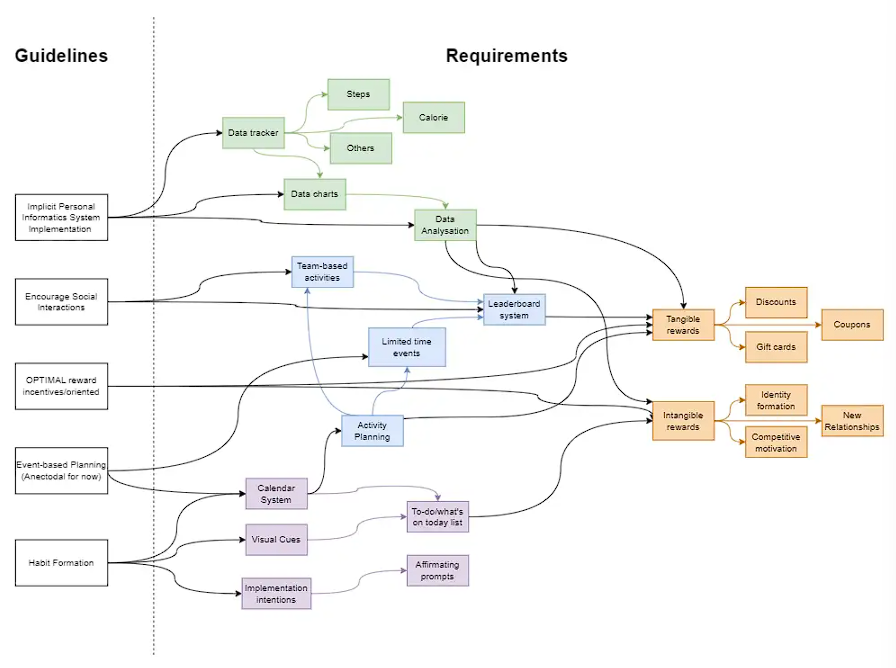 Guidelines
Requirements
Steps
Calorie
Data tracker
Others
Data charts
Implicit Personal
Informatics System
Implementation
Data
Analysation
Team-based
activities
Encourage Social
Interactions
Leaderboard
system
Discounts
Tangible
rewards
Coupons
Limited time
events
Gift cards
OPTIMAL reward
incentives/oriented
Identity
formation
Intangible
rewards
New
Relationships
Activity
Planning
Competitive
motivation
Event-based Planning
(Anectodal for now)
Calendar
System
To-do/what's
on today list
Visual Cues
Habit Formation
Affirmating
prompts
Implementation
intentions